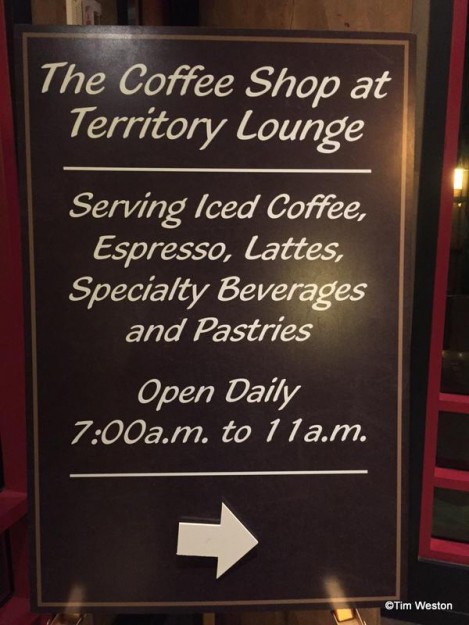 The Coffee Shop at
Territory Lounge
Serving Iced Coffee,
Espresso, Lattes,
Specialty Beverages
and Pastries
Open Daily
7:00a.m. to 11a.m.
©Tim Weston